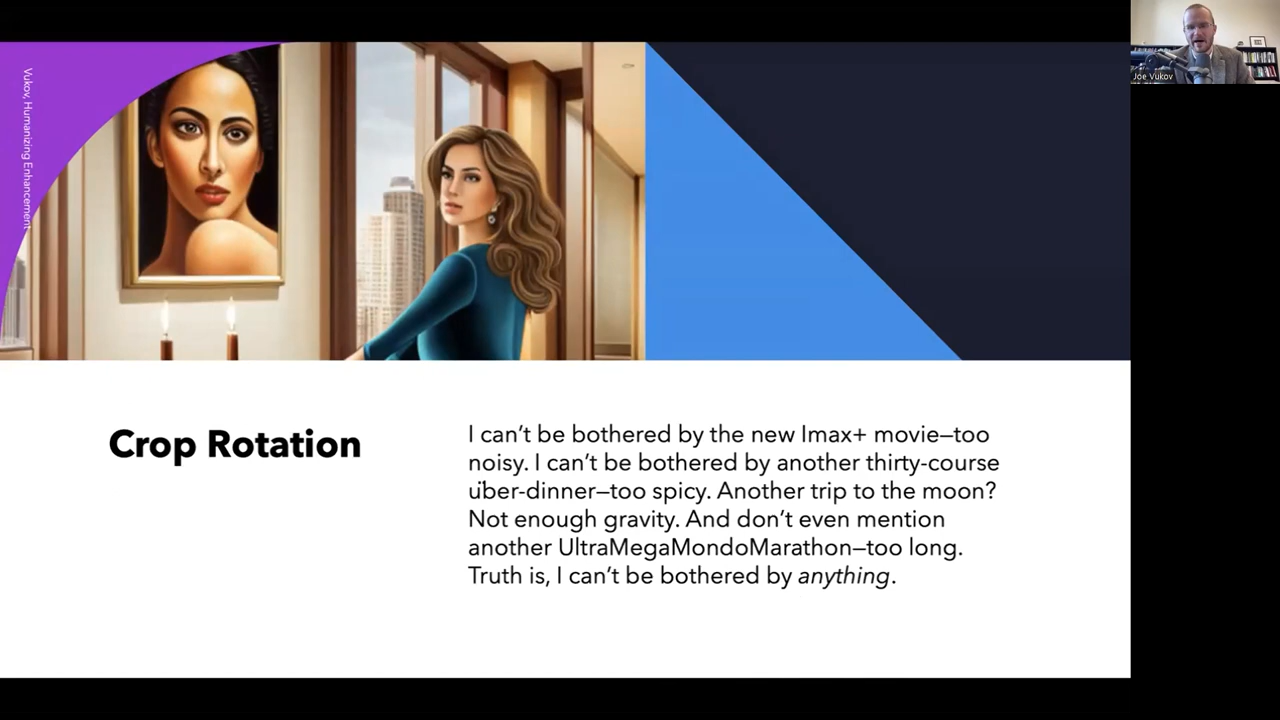 Vukov, Humanizing Enhancement
Joe Vukov
Crop Rotation
I can’t be bothered by the new Imax+ movie—too
noisy. I can’t be bothered by another thirty-course
über-dinner—too spicy. Another trip to the moon?
Not enough gravity. And don’t even mention
another UltraMegaMondoMarathon—too long.
Truth is, I can’t be bothered by anything.